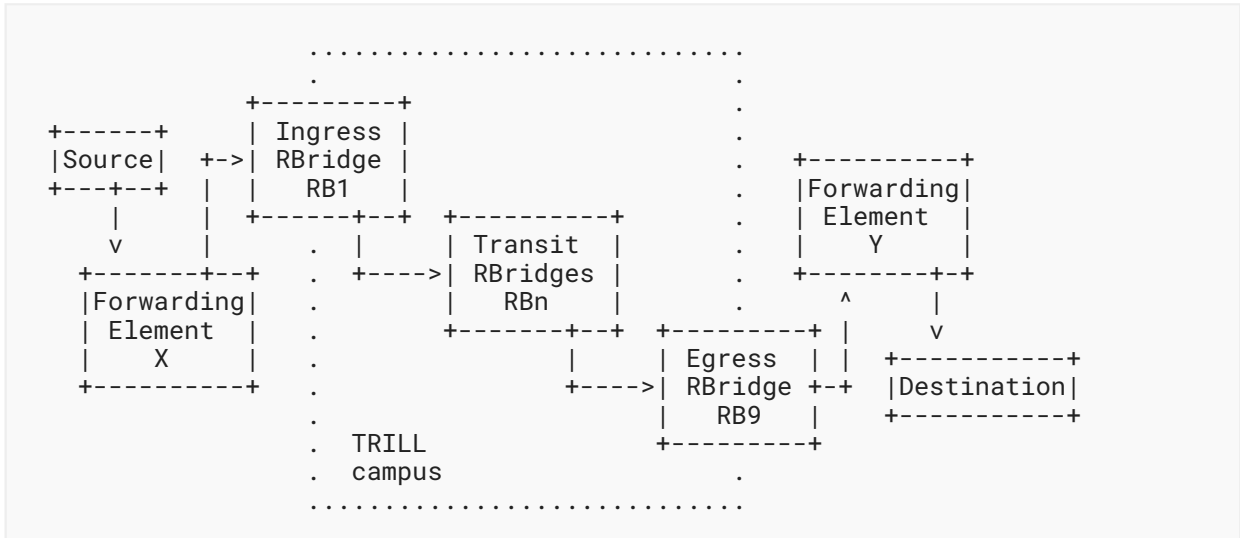 .............................
                    .                           .
                +---------+                     .
   +------+     | Ingress |                     .
   |Source|  +->| RBridge |                     .   +----------+
   +---+--+  |  |   RB1   |                     .   |Forwarding|
       |     |  +------+--+  +----------+       .   | Element  |
       v     |      .  |     | Transit  |       .   |    Y     |
     +-------+--+   .  +---->| RBridges |       .   +--------+-+
     |Forwarding|   .        |   RBn    |       .      ^     |
     | Element  |   .        +-------+--+  +---------+ |     v
     |    X     |   .                |     | Egress  | |  +-----------+
     +----------+   .                +---->| RBridge +-+  |Destination|
                    .                      |   RB9   |    +-----------+
                    .  TRILL               +---------+
                    .  campus                   .
                    .............................